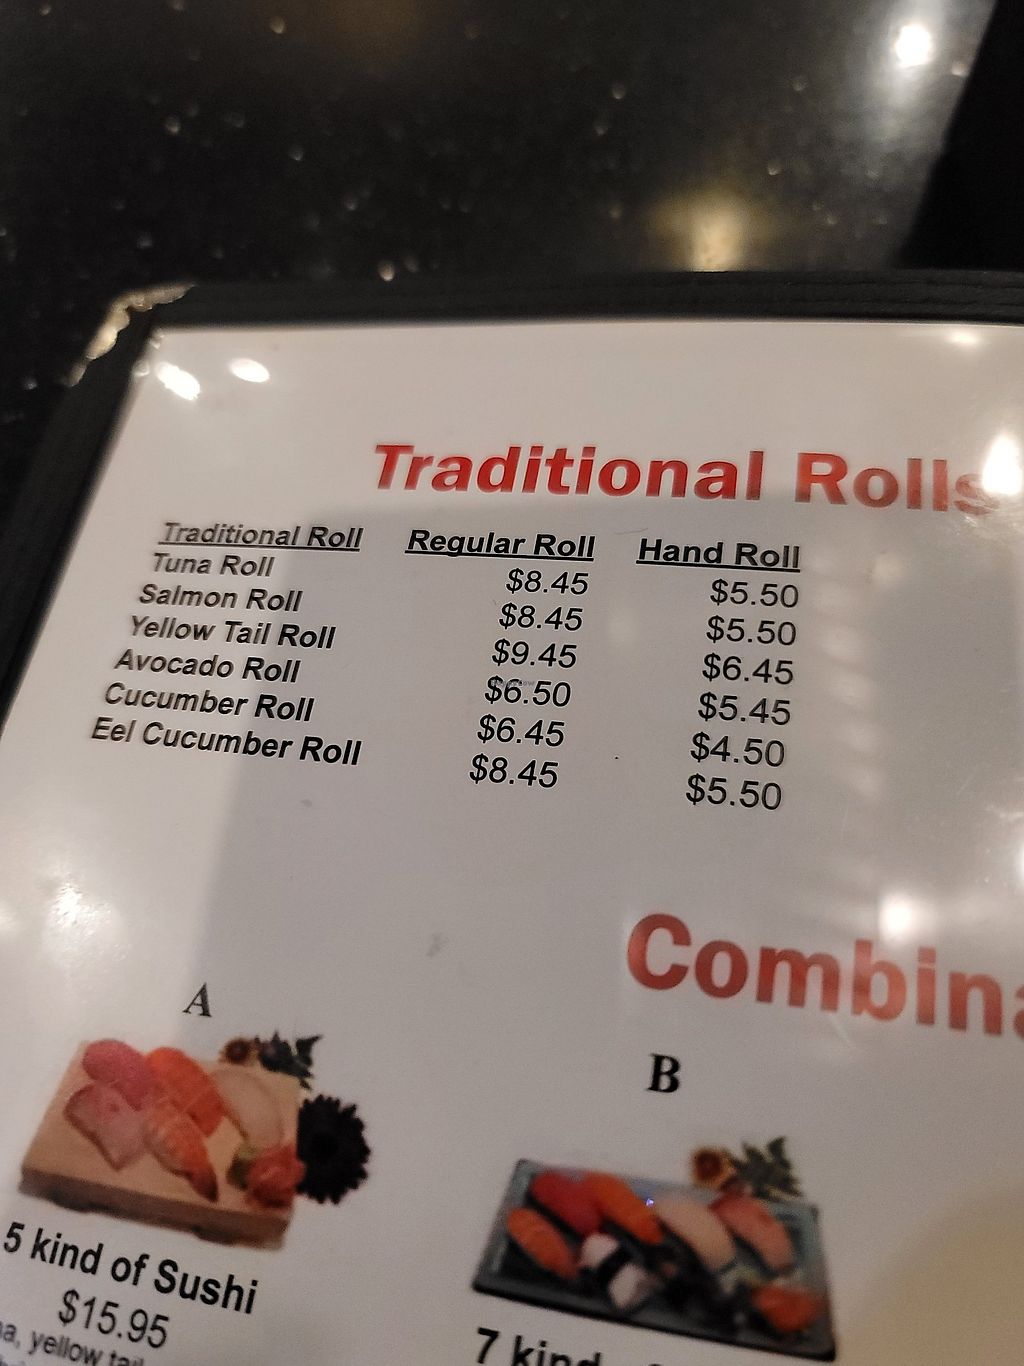 Traditional Rolls
Traditional Roll Regular Roll Hand Roll
Tuna Roll $8.45 $5.50
Salmon Roll $8.45 $5.50
Yellow Tail Roll $9.45 $6.45
Avocado Roll $6.50 $5.45
Cucumber Roll $6.45 $4.50
Eel Cucumber Roll $8.45 $5.50
Combina
A
B
5 kind of Sushi
$15.95
yellow tail
7 kind